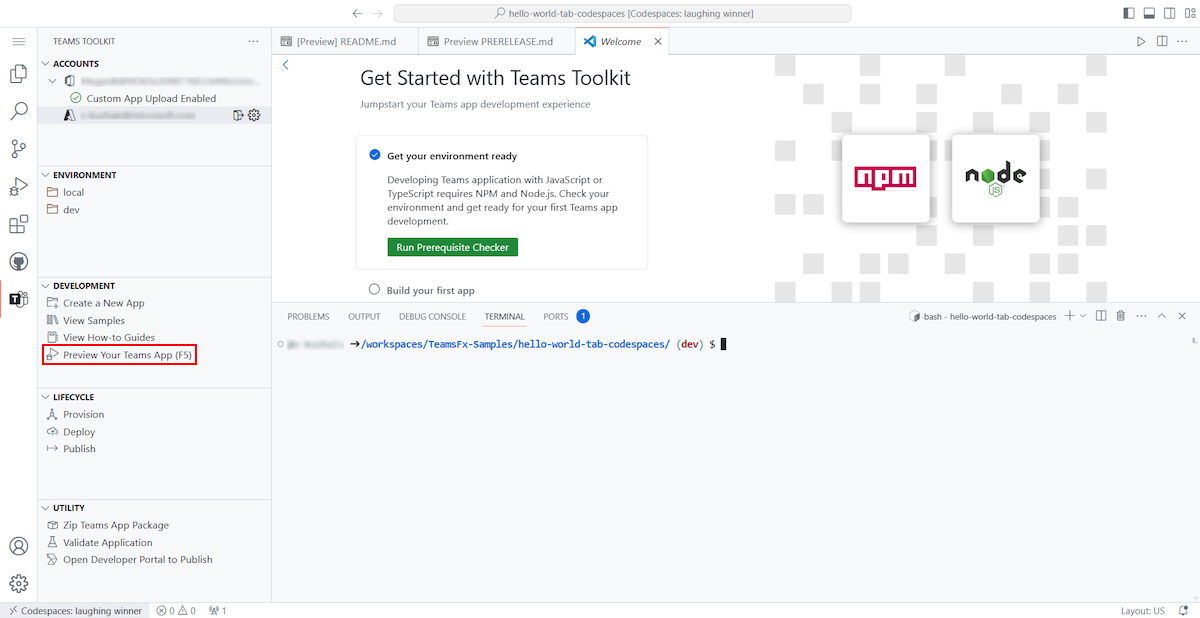 hello-world-tab-codespaces [Codespaces: laughing winner]
TEAMS TOOLKIT
ACCOUNTS
Custom App Upload Enabled
ENVIRONMENT
local
dev
DEVELOPMENT
Create a New App
View Samples
View How-to Guides
Preview Your Teams App (F5)
LIFECYCLE
Provision
Deploy
Publish
UTILITY
Zip Teams App Package
Validate Application
Open Developer Portal to Publish
[Preview] README.md
Preview PRERELEASE.md
Welcome
Get Started with Teams Toolkit
Jumpstart your Teams app development experience
Get your environment ready
Developing Teams application with JavaScript or
TypeScript requires NPM and Node.js. Check your
environment and get ready for your first Teams app
development.
Run Prerequisite Checker
Build your first app
npm
node
JS
PROBLEMS OUTPUT DEBUG CONSOLE TERMINAL PORTS 1
bash - hello-world-tab-codespaces
/workspaces/TeamsFx-Samples/hello-world-tab-codespaces/ (dev) $
Codespaces: laughing winner 0 0 1
Layout: US